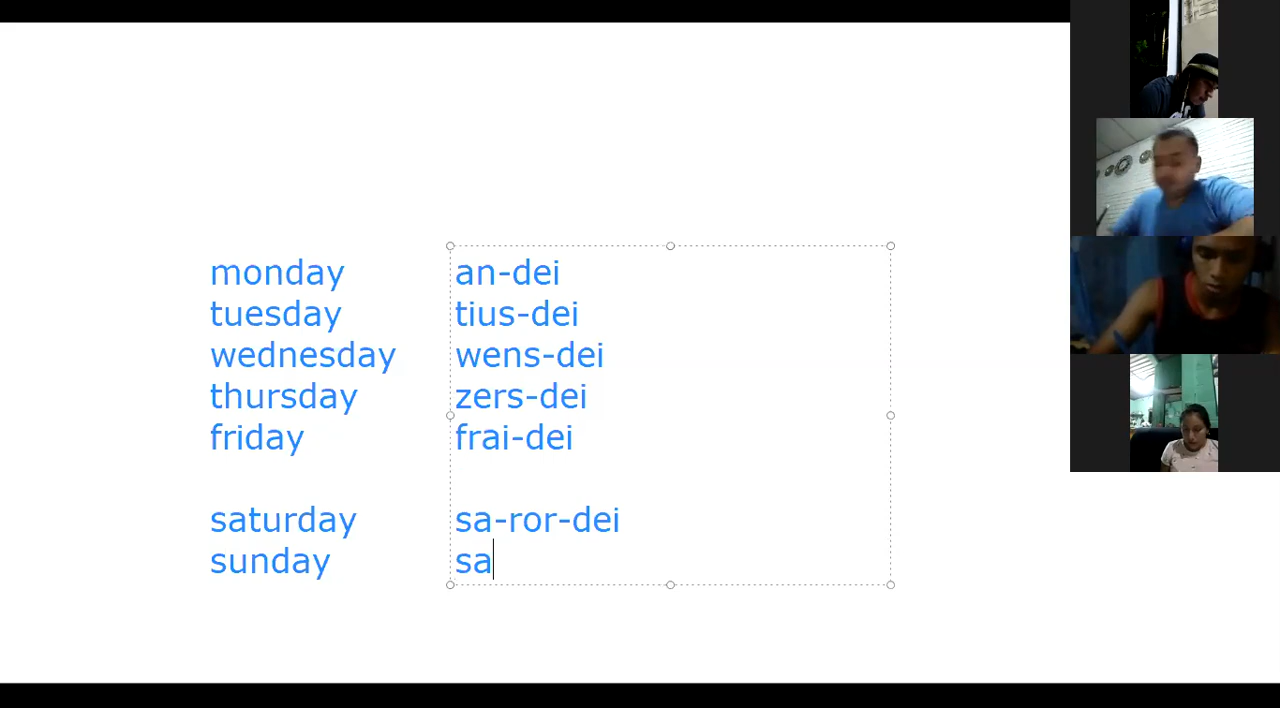 monday an-dei
tuesday tius-dei
wednesday wens-dei
thursday zers-dei
friday frai-dei
saturday sa-ror-dei
sunday sa